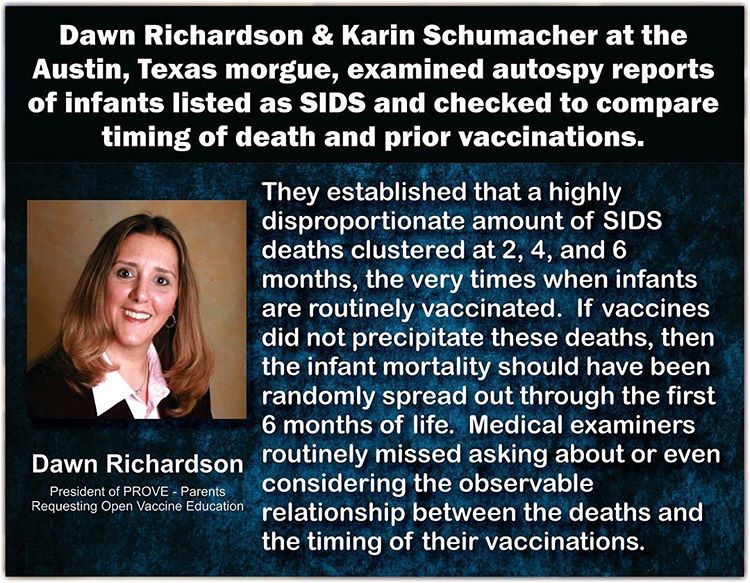 Dawn Richardson & Karin Schumacher at the
Austin, Texas morgue, examined autospy reports
of infants listed as SIDS and checked to compare
timing of death and prior vaccinations.
They established that a highly
disproportionate amount of SIDS
deaths clustered at 2, 4, and 6
months, the very times when infants
are routinely vaccinated. If vaccines
did not precipitate these deaths, then
the infant mortality should have been
randomly spread out through the first
6 months of life. Medical examiners
routinely missed asking about or even
considering the observable
relationship between the deaths and
the timing of their vaccinations.
Dawn Richardson
President of PROVE - Parents
Requesting Open Vaccine Education